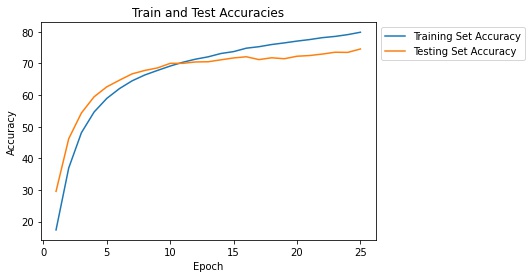 Train and Test Accuracies
Training Set Accuracy
Testing Set Accuracy
80
70
60
50
40
30
20
Accuracy
0
5
10
15
20
25
Epoch